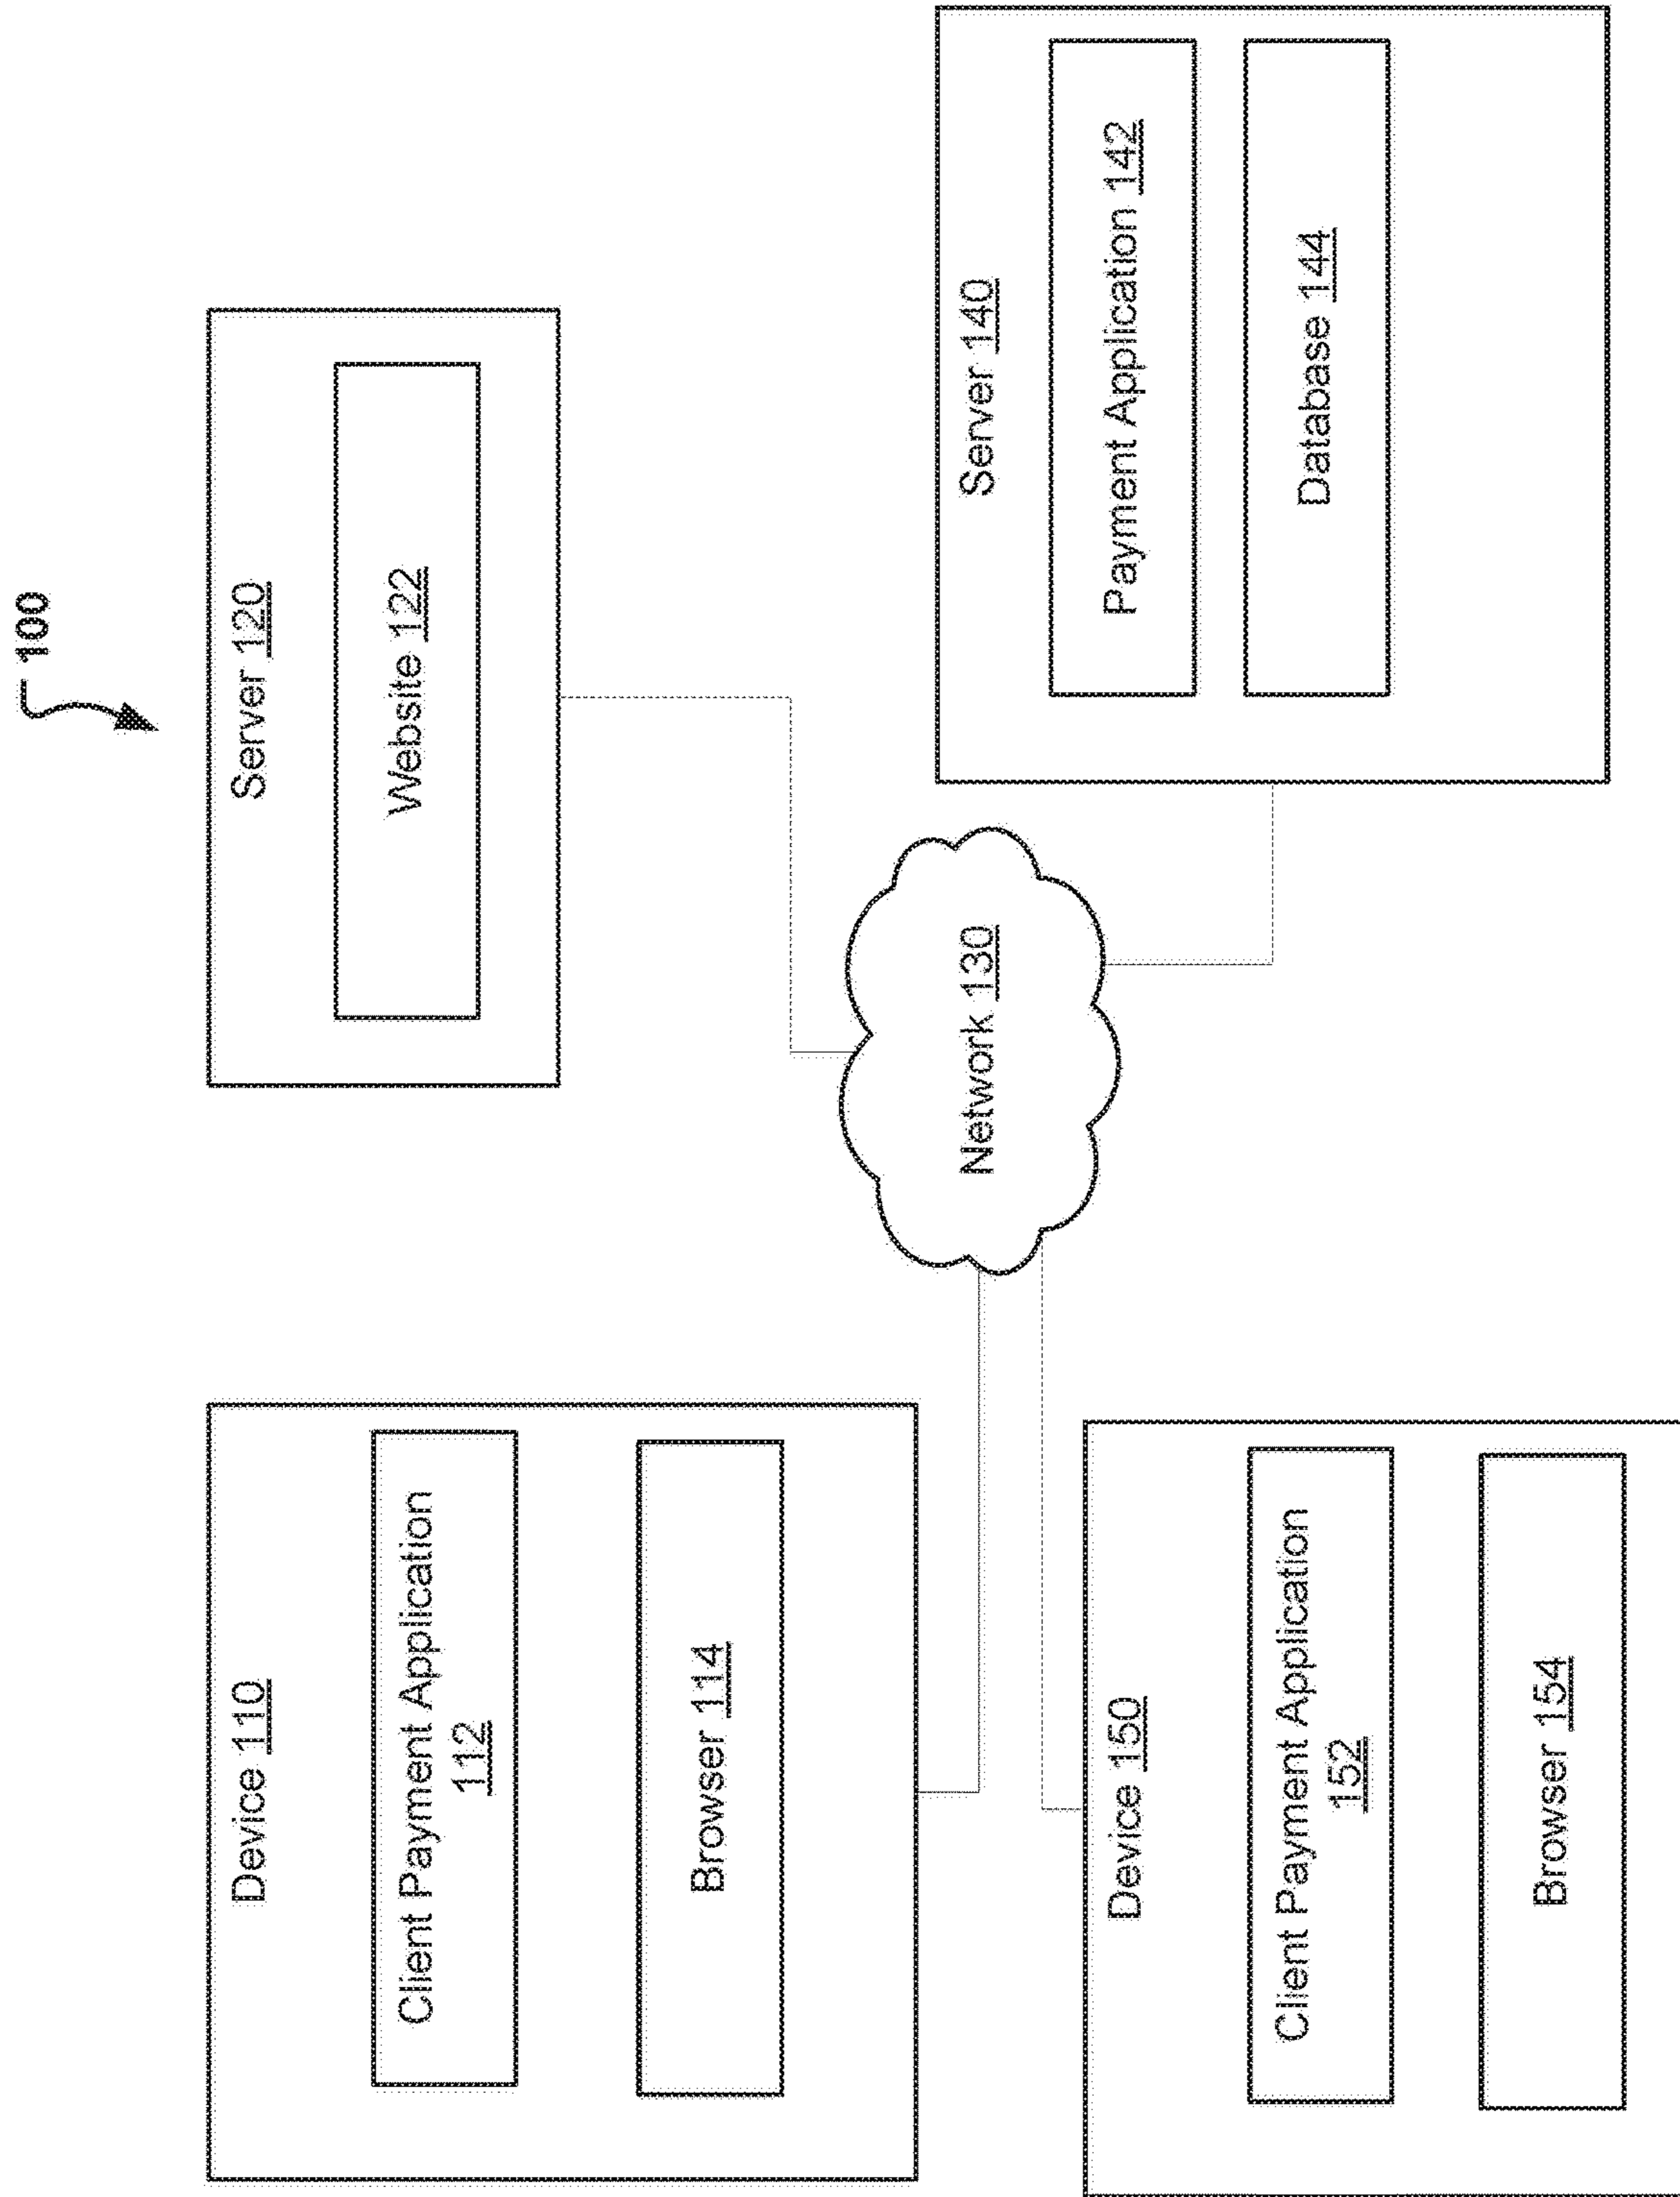 100
Device 110
Client Payment Application
112
Browser 114
Server 120
Website 122
Network 130
Device 150
Client Payment Application
152
Browser 154
Server 140
Payment Application 142
Database 144